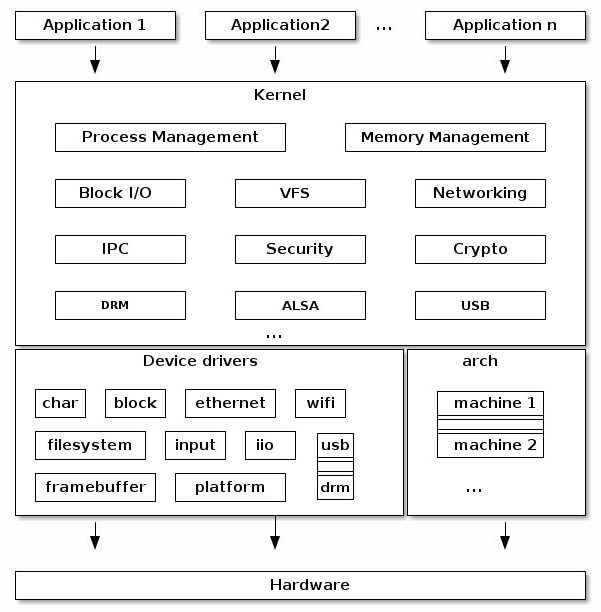 Application 1 Application2 ... Application n
Kernel
Process Management Memory Management
Block I/O VFS Networking
IPC Security Crypto
DRM ALSA USB
...
Device drivers arch
char block ethernet wifi machine 1
filesystem input iio usb machine 2
framebuffer platform drm ...
Hardware